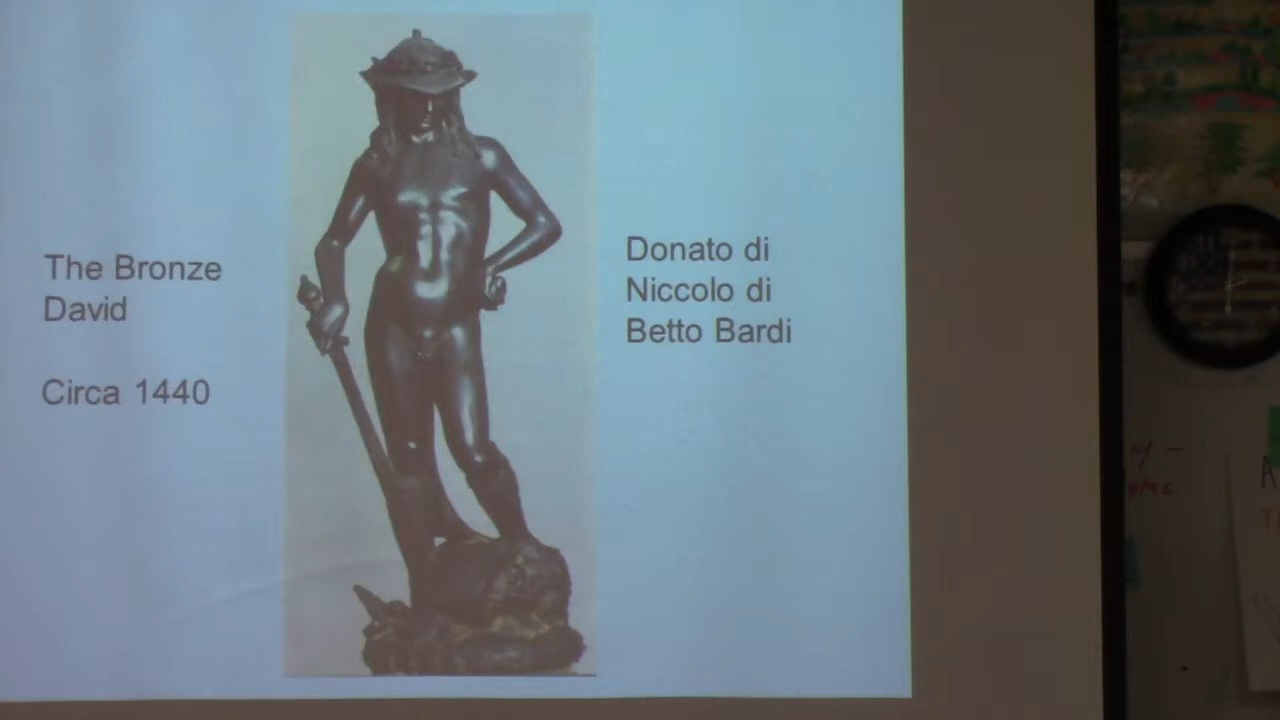 The Bronze
David
Circa 1440
Donato di
Niccolo di
Betto Bardi